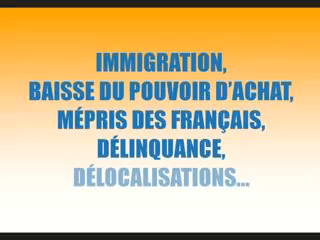 IMMIGRATION,
BAISSE DU POUVOIR D’ACHAT,
MÉPRIS DES FRANÇAIS,
DÉLINQUANCE,
DÉLOCALISATIONS...